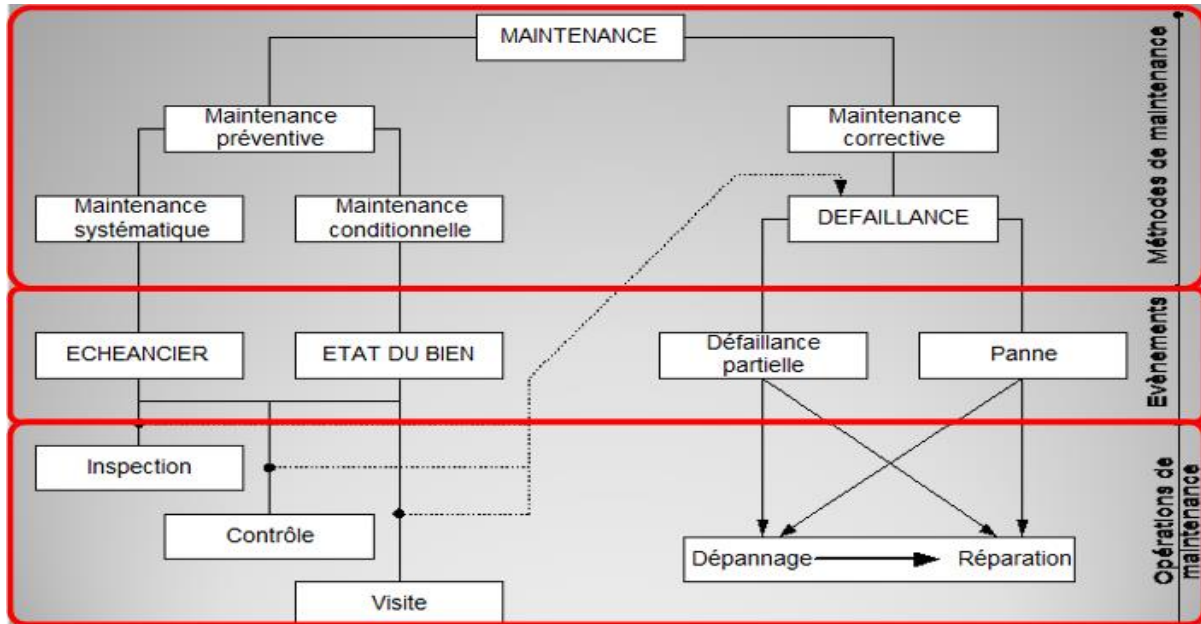 MAINTENANCE
Maintenance
préventive
Maintenance
corrective
Maintenance
systématique
Maintenance
conditionnelle
DEFAILLANCE
Méthodes de maintenance
ECHEANCIER
ETAT DU BIEN
Défaillance
partielle
Panne
Evènements
Inspection
Contrôle
Visite
Dépannage
Réparation
Opérations de
maintenance